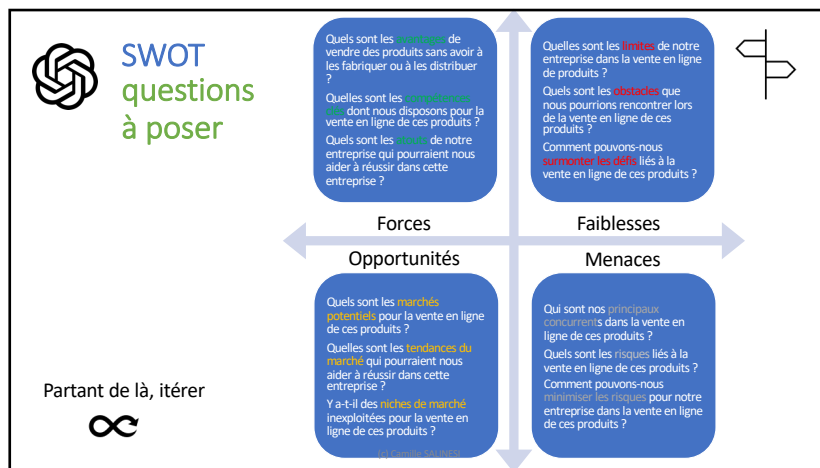 SWOT
questions
à poser
Quels sont les avantages de
vendre des produits sans avoir à
les fabriquer ou à les distribuer
?
Quelles sont les
dont nous disposons pour la
vente en ligne de ces produits ?
Quels sont les atouts de notre
entreprise qui pourraient nous
aider à réussir dans cette
entreprise ?
Quelles sont les limites de notre
entreprise dans la vente en ligne
de produits ?
Quels sont les obstacles que
nous pourrions rencontrer lors
de la vente en ligne de ces
produits ?
Comment pouvons-nous
surmonter les défis liés à la
vente en ligne de ces produits ?
Forces
Faiblesses
Opportunités
Menaces
Quels sont les marchés
potentiels pour la vente en ligne
de ces produits ?
Quelles sont les tendances du
marché qui pourraient nous
aider à réussir dans cette
entreprise ?
Y a-t-il des niches de marché
inexploitées pour la vente en
ligne de ces produits ?
Qui sont nos principaux
concurrents dans la vente en
ligne de ces produits ?
Quels sont les risques liés à la
vente en ligne de ces produits ?
Comment pouvons-nous
minimiser les risques pour notre
entreprise dans la vente en ligne
de ces produits ?
Partant de là, itérer
(c) Camille SALINESI